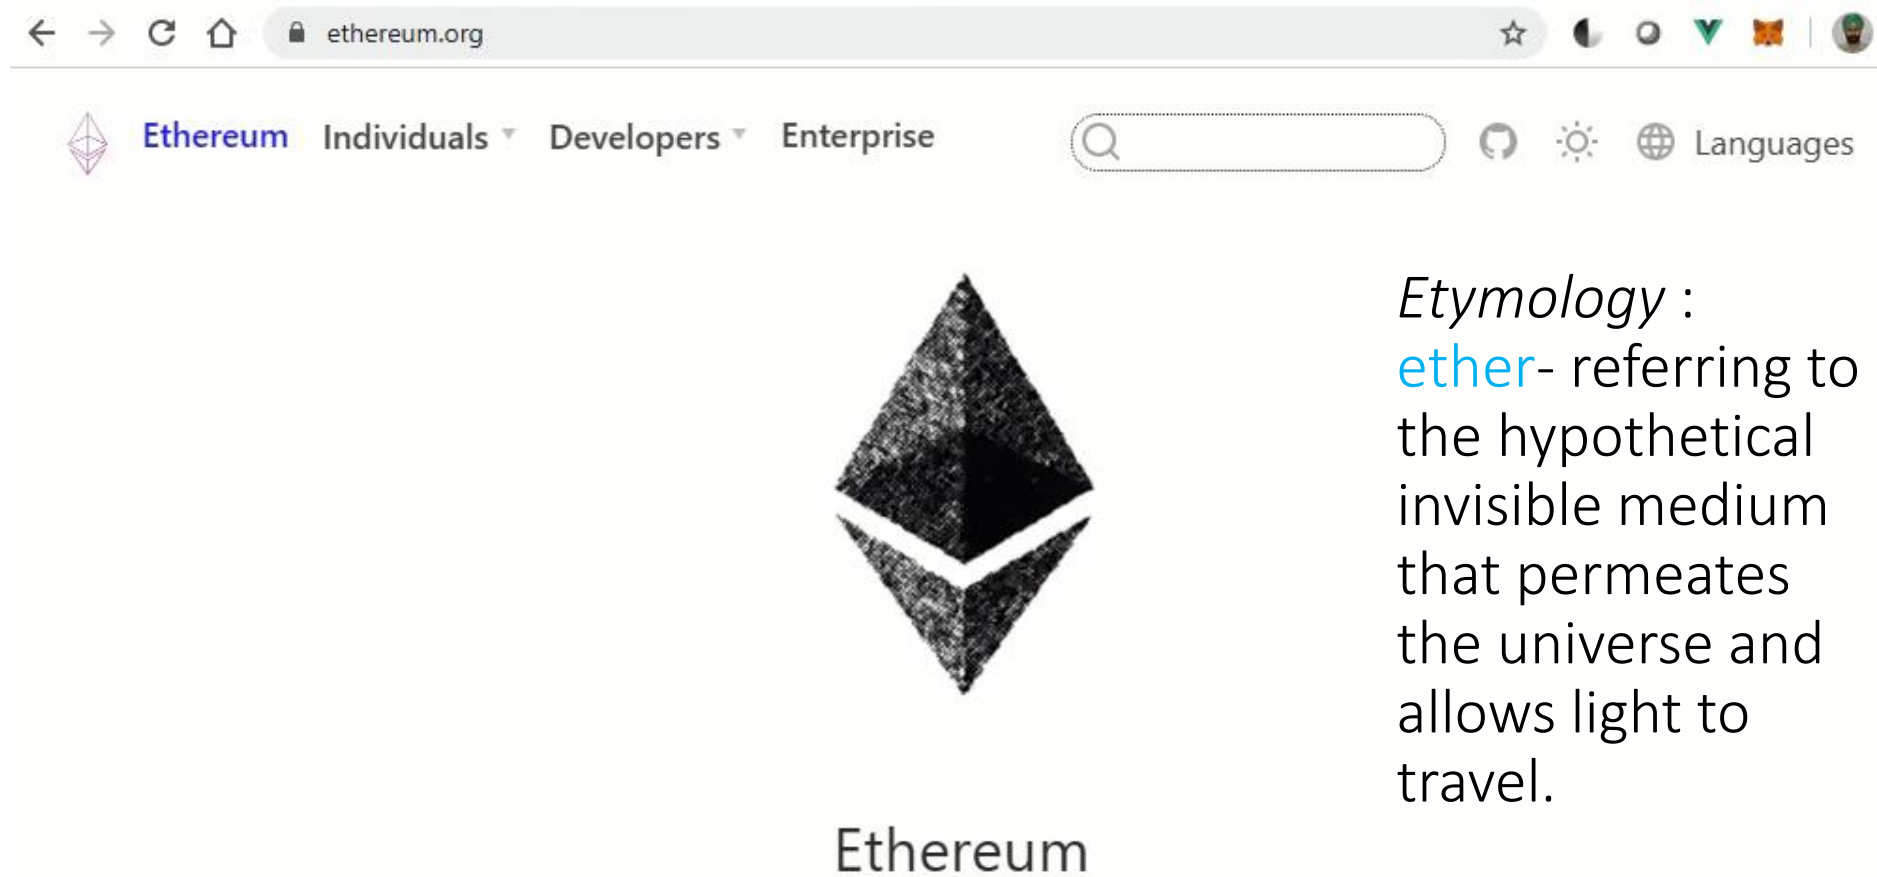 ethereum.org
Ethereum Individuals Developers Enterprise Languages
Etymology :
ether- referring to
the hypothetical
invisible medium
that permeates
the universe and
allows light to
travel.
Ethereum